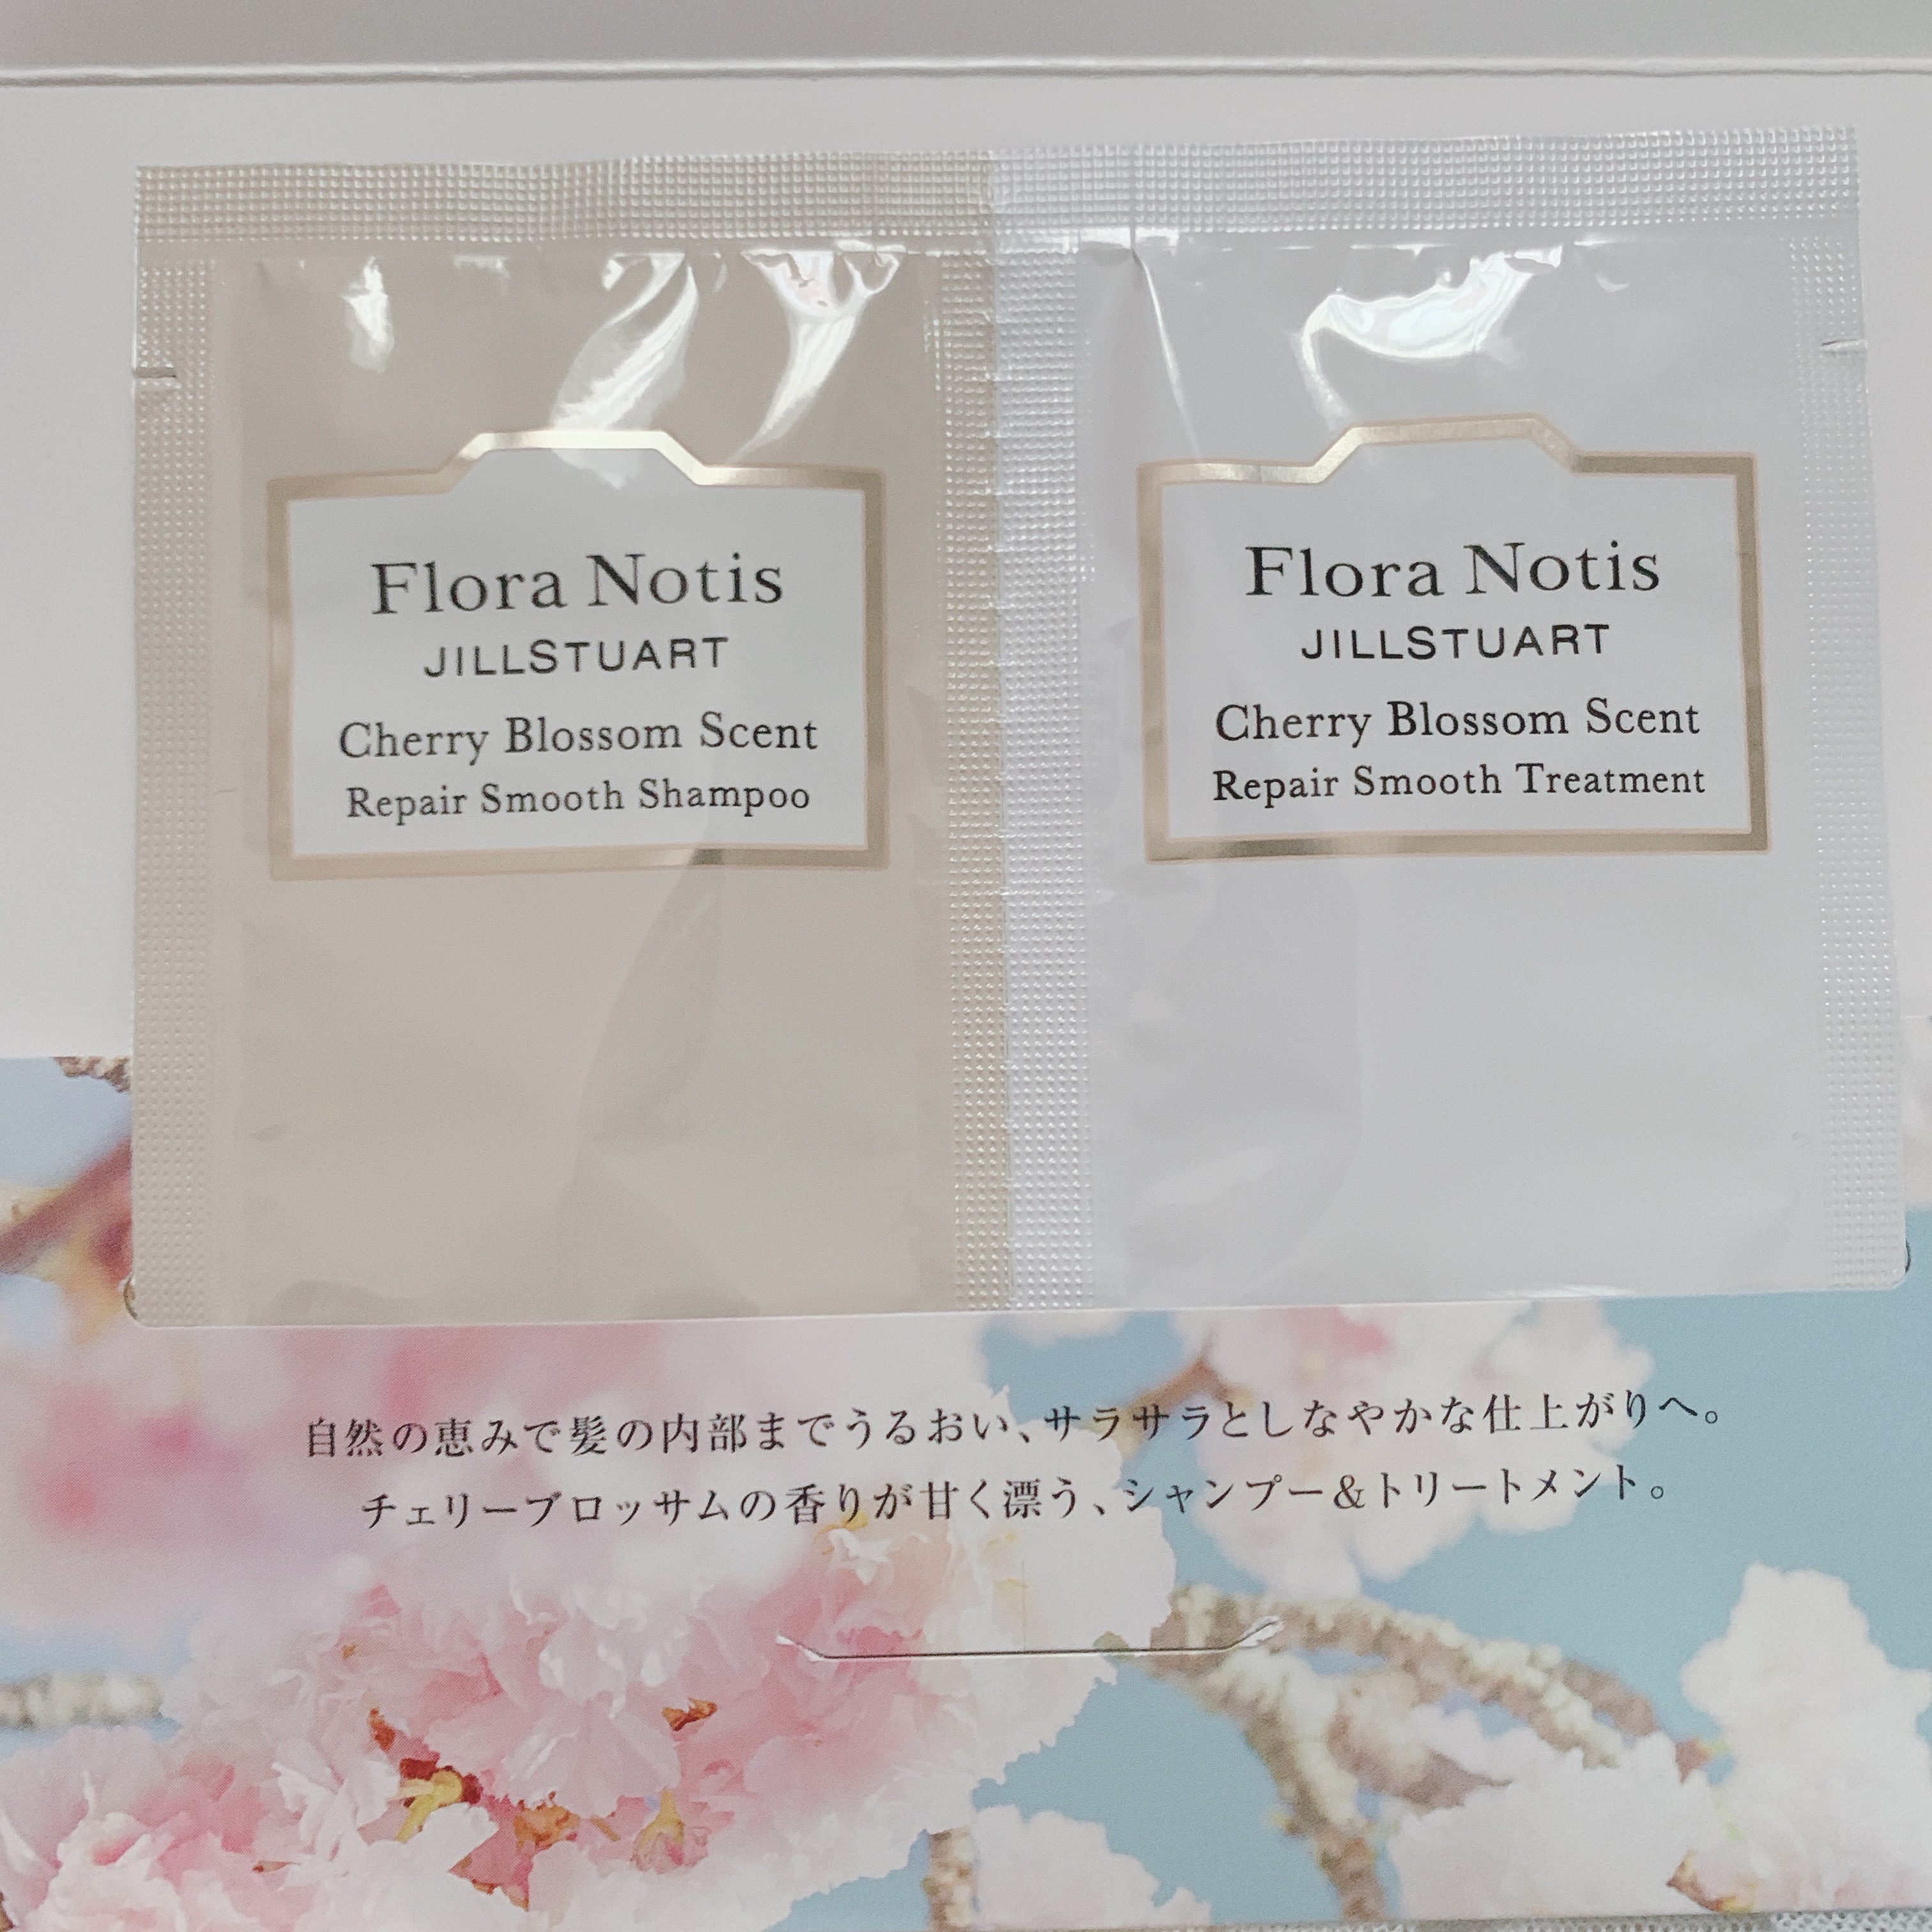 Flora Notis
JILLSTUART
Cherry Blossom Scent
Repair Smooth Shampoo
Flora Notis
JILLSTUART
Cherry Blossom Scent
Repair Smooth Treatment
自然の恵みで髪の内部までうるおい、サラサラとしなやかな仕上がりへ。
チェリーブロッサムの香りが甘く漂う、シャンプー&トリートメント。